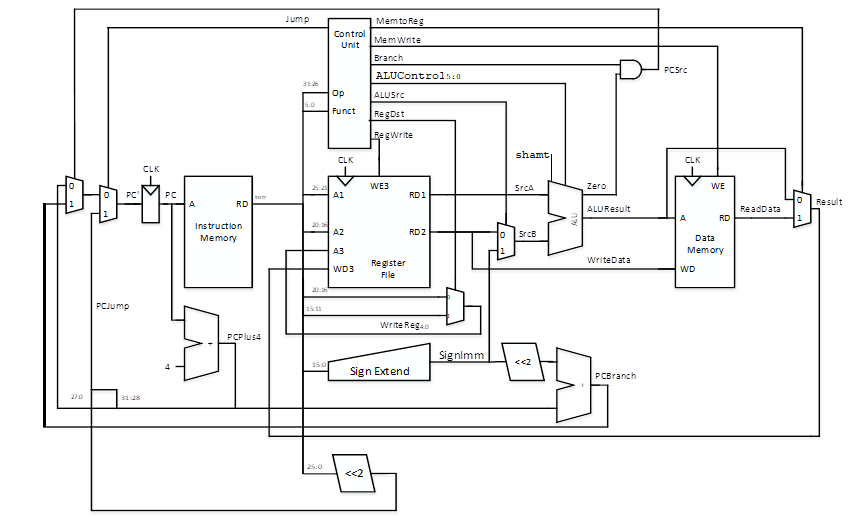 Jump
MemtoReg
Control
Unit
MemWrite
Branch
PCSrc
ALUControl5:0
31:26
Op
ALUSrc
5:0
Funct
RegDst
RegWrite
CLK
CLK
shamt
CLK
0
1
0
1
PC'
PC
A
RD
Instr
Instruction
Memory
25:21
A1
WE3
RD1
SrcA
Zero
ALU
ALUResult
WE
A
RD
ReadData
0
1
Result
20:16
A2
RD2
0
1
SrcB
A3
WD3
Register
File
Data
Memory
WD
WriteData
20:16
15:11
WriteReg4:0
PCJump
4
+
PCPlus4
15:0
Sign Extend
SignImm
<<2
+
PCBranch
27:0
31:28
25:0
<<2